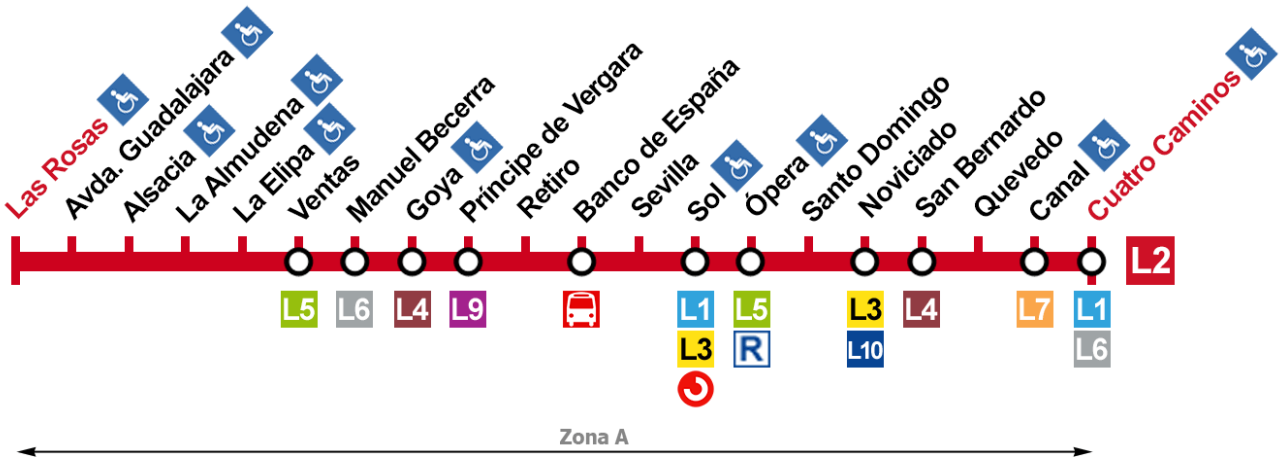 Las Rosas
Avda. Guadalajara
Alsacia
La Almudena
La Elipa
Ventas
Manuel Becerra
Goya
Príncipe de Vergara
Retiro
Banco de España
Sevilla
Sol
Ópera
Santo Domingo
Noviciado
San Bernardo
Quevedo
Canal
Cuatro Caminos
L2
L5
L6
L4
L9
L1
L5
L3
L4
L7
L1
L3
R
L10
L6
Zona A